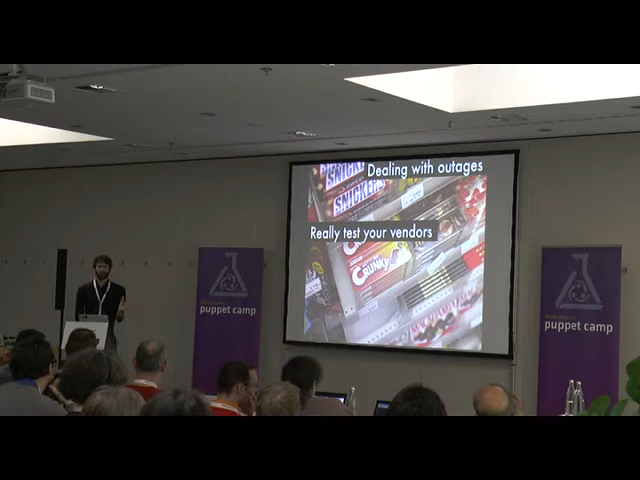 Dealing with outages
SNICKERS
SNICKERS
Really test your vendors
CRUNKY
puppet camp
puppet camp